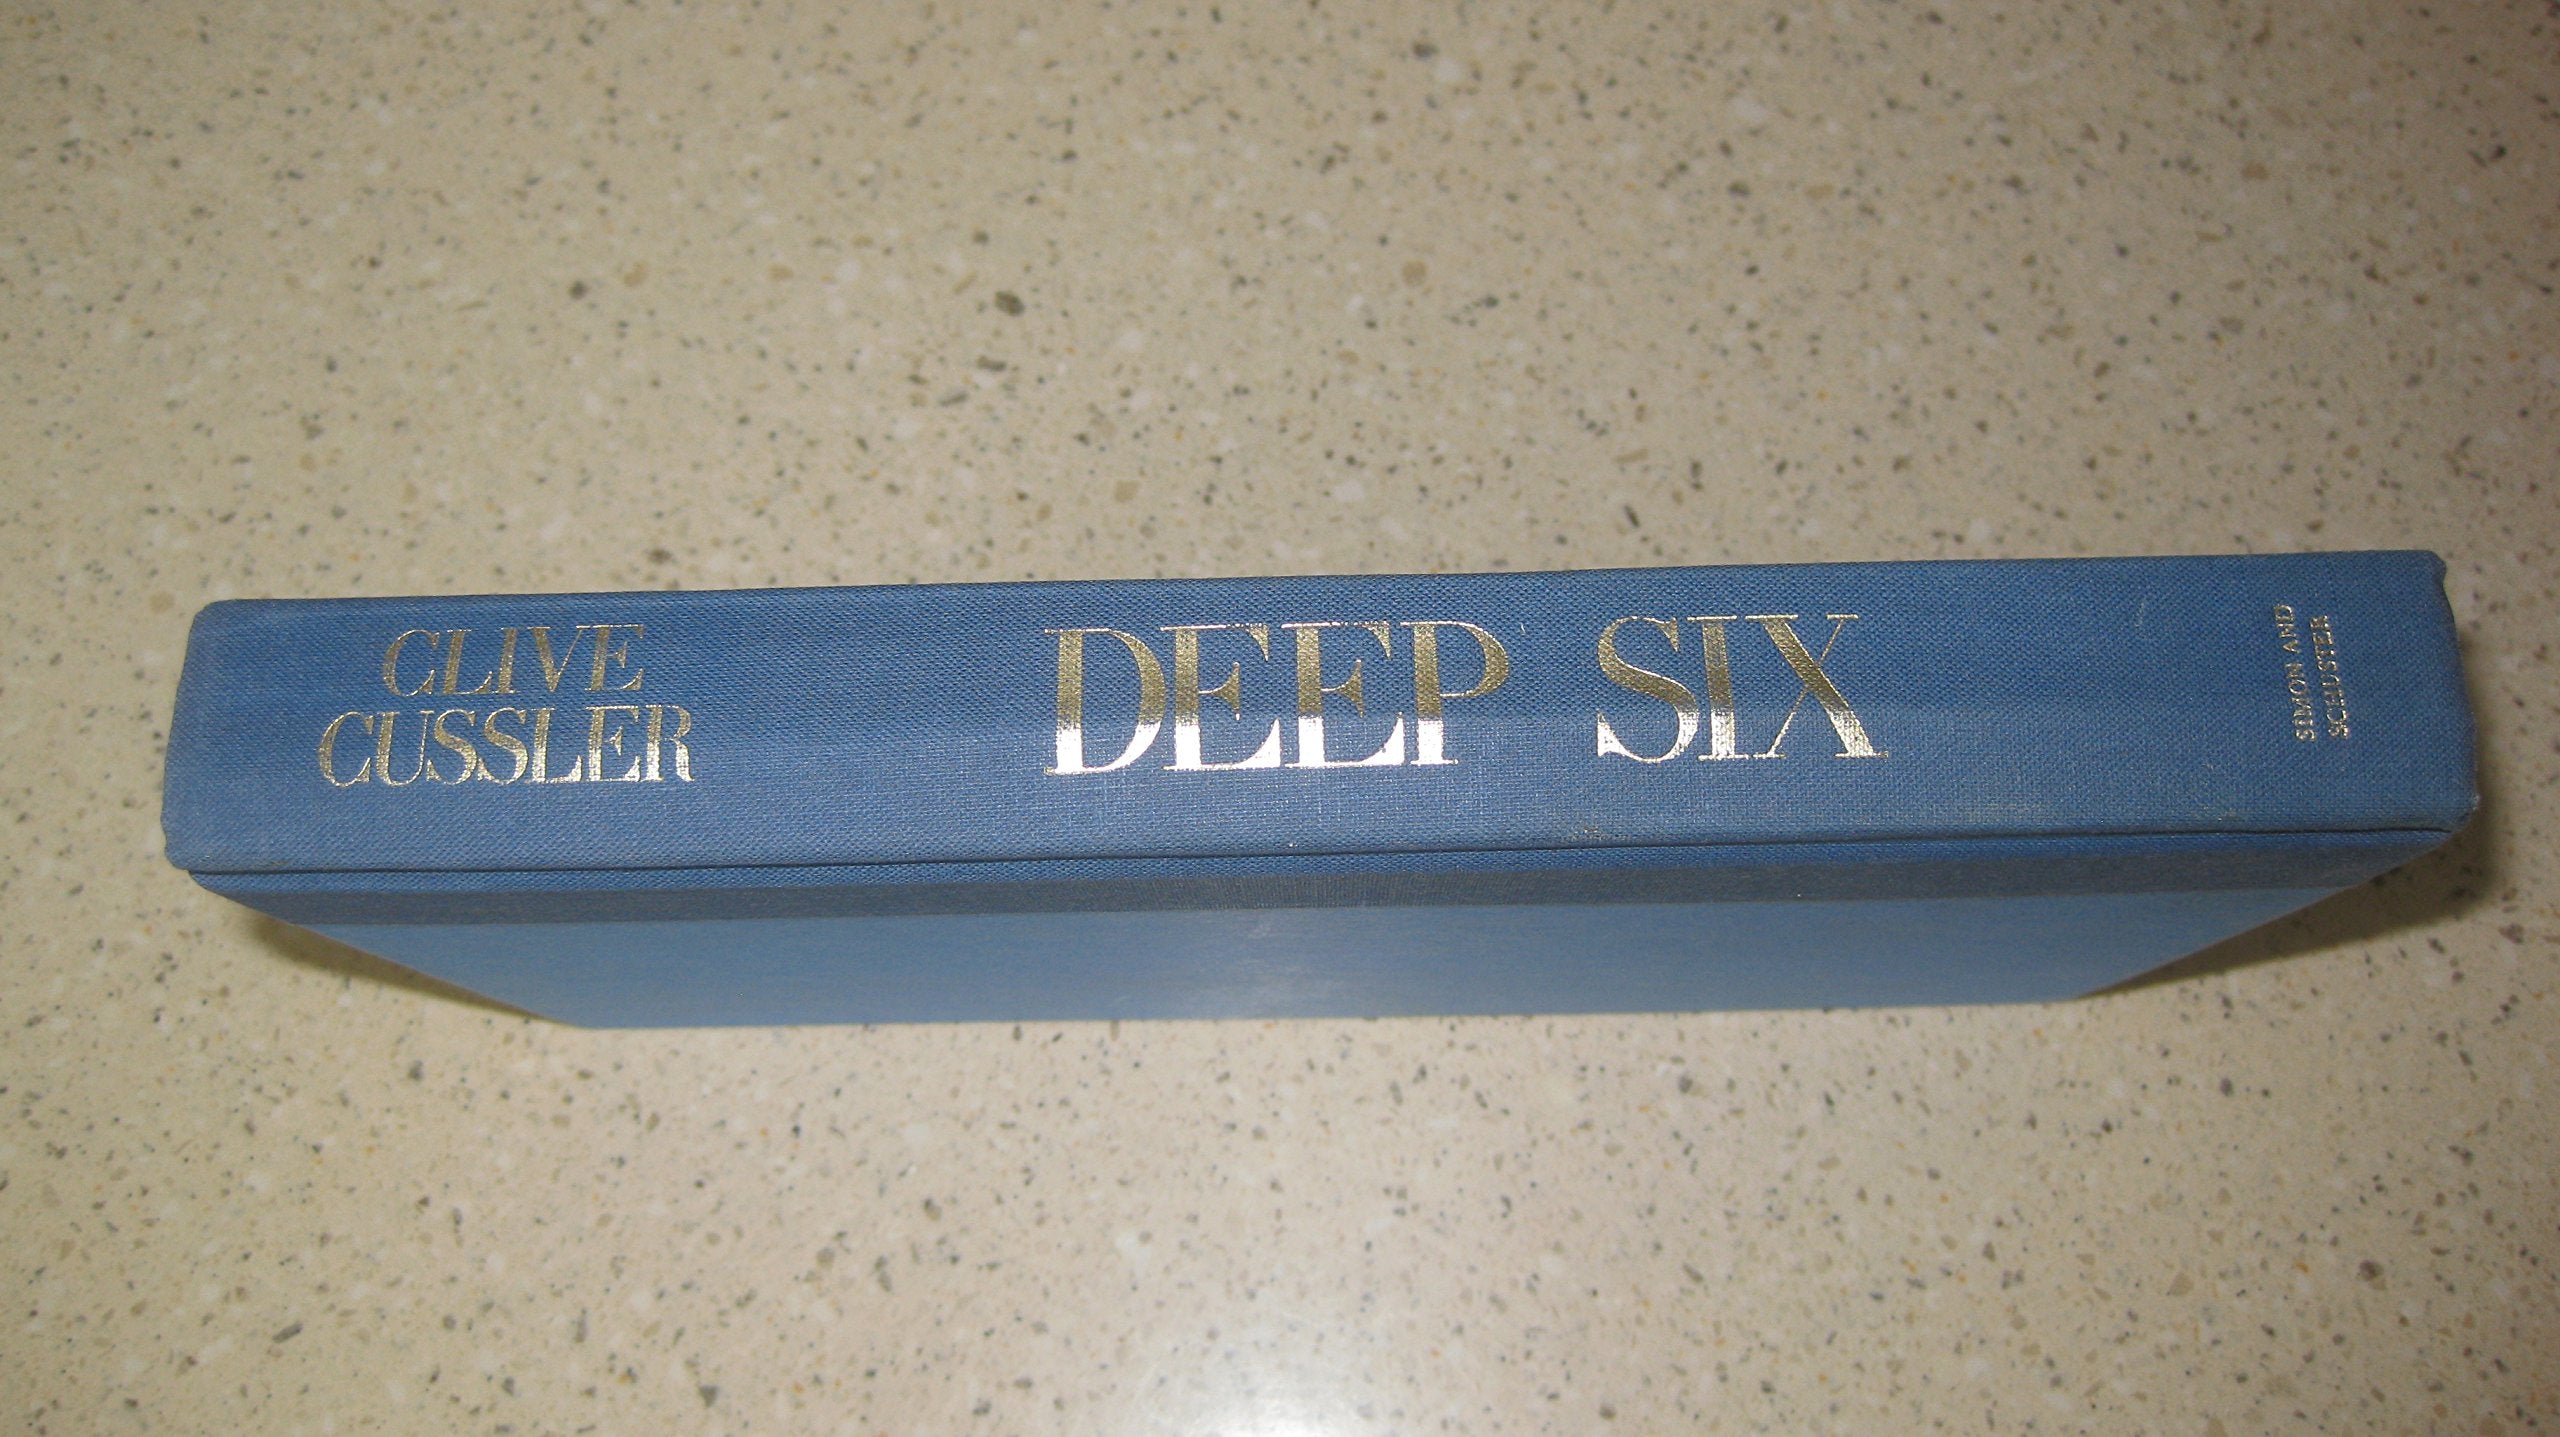 CLIVE
CUSSLER
DEEP SIX
SIMON AND
SCHUSTER